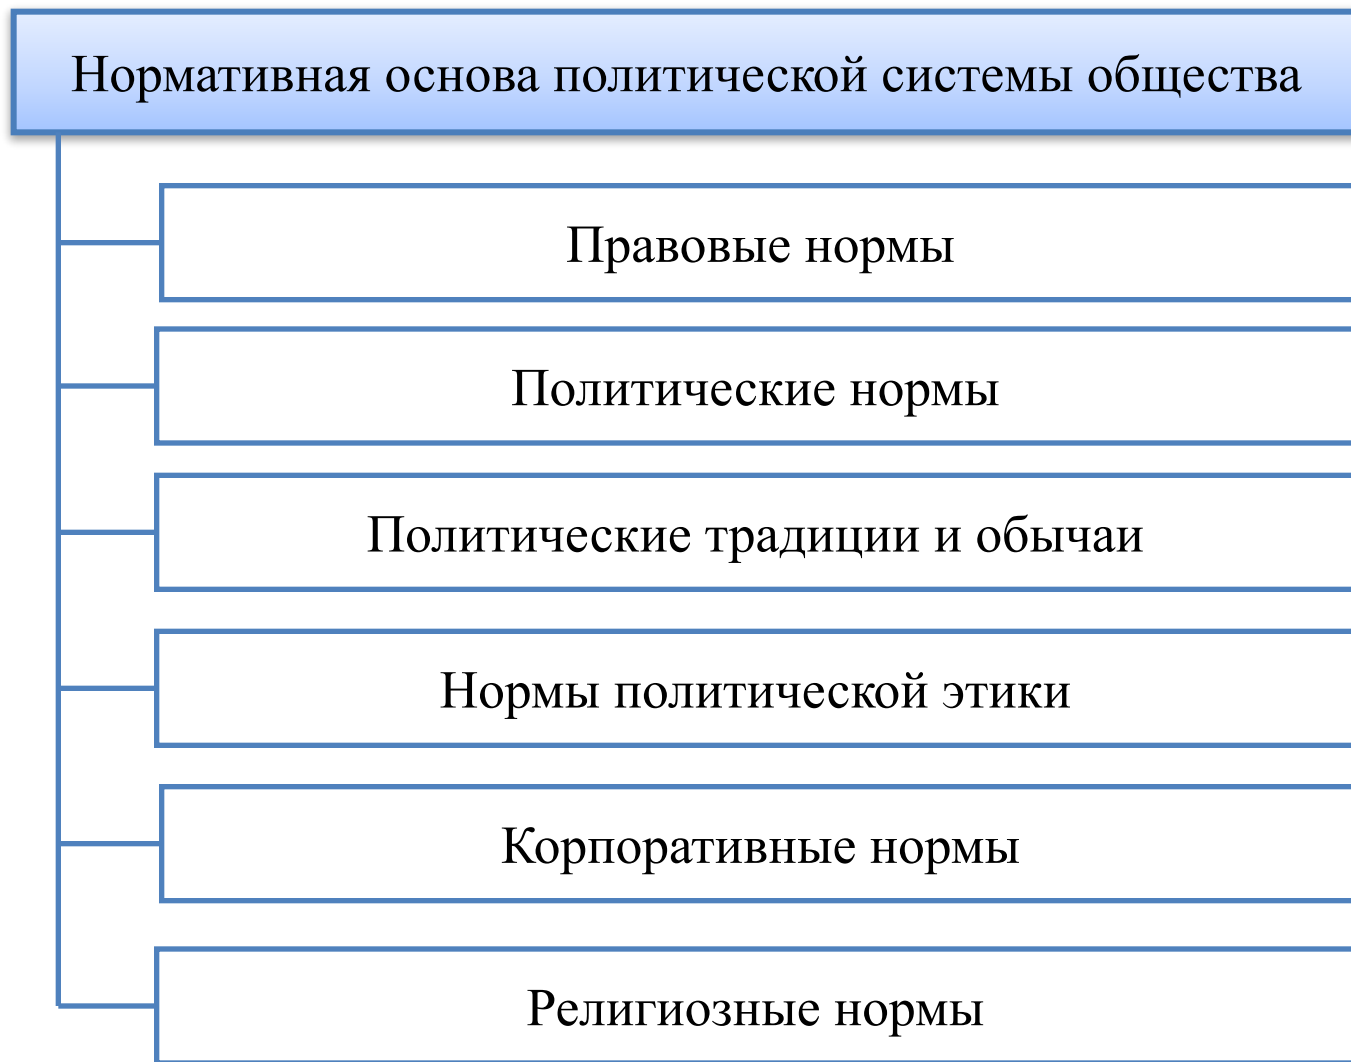 Нормативная основа политической системы общества
Правовые нормы
Политические нормы
Политические традиции и обычаи
Нормы политической этики
Корпоративные нормы
Религиозные нормы